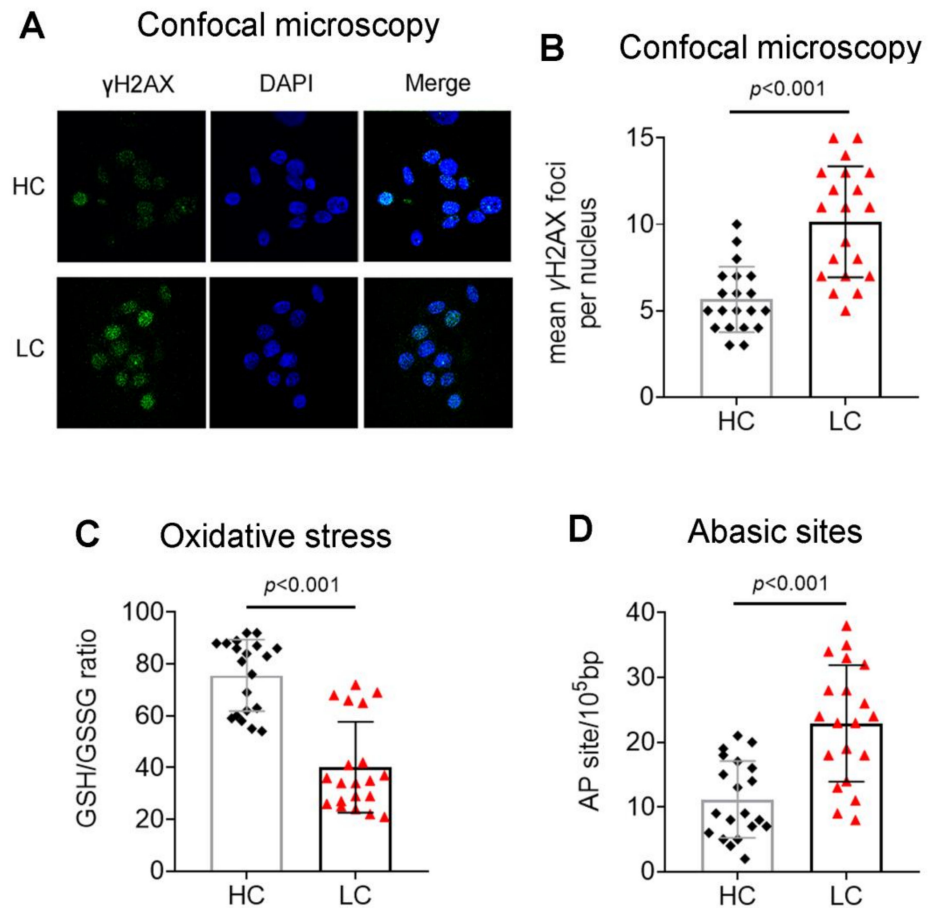 A Confocal microscopy
γH2AX DAPI Merge
HC
LC
B Confocal microscopy
p<0.001
mean γH2AX foci
per nucleus
15
10
5
0
HC LC
C Oxidative stress
p<0.001
GSH/GSSG ratio
100
80
60
40
20
0
HC LC
D Abasic sites
p<0.001
AP site/10⁵bp
40
30
20
10
0
HC LC